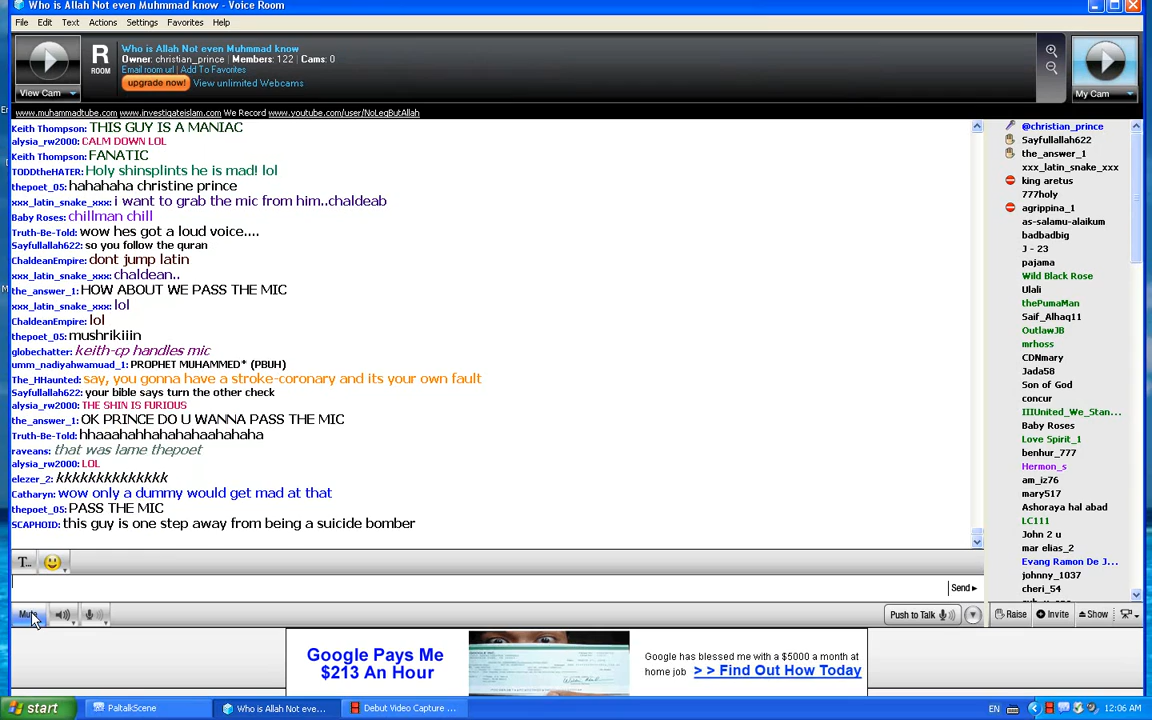 Who is Allah Not even Muhmmad know - Voice Room
File Edit Text Actions Settings Favorites Help
Who is Allah Not even Muhmmad know
R ROOM
Owner: christian_prince | Members: 122 | Cams: 0
Email room url | Add To Favorites
upgrade now! View unlimited Webcams
View Cam
My Cam
www.muhammadtube.com www.investigateislam.com We Record www.youtube.com/user/NoLegButAllah
Keith Thompson: THIS GUY IS A MANIAC
alysia_rw2000: CALM DOWN LOL
Keith Thompson: FANATIC
TODDtheHATER: Holy shinsplints he is mad! lol
thepoet_05: hahahaha christine prince
xxx_latin_snake_xxx: i want to grab the mic from him..chaldeab
Baby Roses: chillman chill
Truth-Be-Told: wow hes got a loud voice....
Sayfullallah622: so you follow the quran
ChaldeanEmpire: dont jump latin
xxx_latin_snake_xxx: chaldean..
the_answer_1: HOW ABOUT WE PASS THE MIC
xxx_latin_snake_xxx: lol
ChaldeanEmpire: lol
thepoet_05: mushrikiiin
globechatter: keith-cp handles mic
umm_nadiyahwamuad_1: PROPHET MUHAMMED* (PBUH)
The_HHaunted: say, you gonna have a stroke-coronary and its your own fault
Sayfullallah622: your bible says turn the other check
alysia_rw2000: THE SHIN IS FURIOUS
the_answer_1: OK PRINCE DO U WANNA PASS THE MIC
Truth-Be-Told: hhaaahahhahahahaahahaha
raveans: that was lame thepoet
alysia_rw2000: LOL
elezer_2: kkkkkkkkkkkkkk
Catharyn: wow only a dummy would get mad at that
thepoet_05: PASS THE MIC
SCAPHOID: this guy is one step away from being a suicide bomber
@christian_prince
Sayfullallah622
the_answer_1
xxx_latin_snake_xxx
king aretus
777holy
agrippina_1
as-salamu-alaikum
badbadbig
J - 23
pajama
Wild Black Rose
Ulali
thePumaMan
Saif_Alhaq11
OutlawJB
mrhoss
CDNmary
Jada58
Son of God
concur
IIIUnited_We_Stan...
Baby Roses
Love Spirit_1
benhur_777
Hermon_s
am_iz76
mary517
Ashoraya hal abad
LC111
John 2 u
mar elias_2
Evang Ramon De J...
johnny_1037
cheri_54
T...
Send
Mute
Push to Talk
Raise Invite Show
Google Pays Me
$213 An Hour
Google has blessed me with a $5000 a month at
home job > > Find Out How Today
start
PaltalkScene
Who is Allah Not eve...
Debut Video Capture ...
EN
12:06 AM